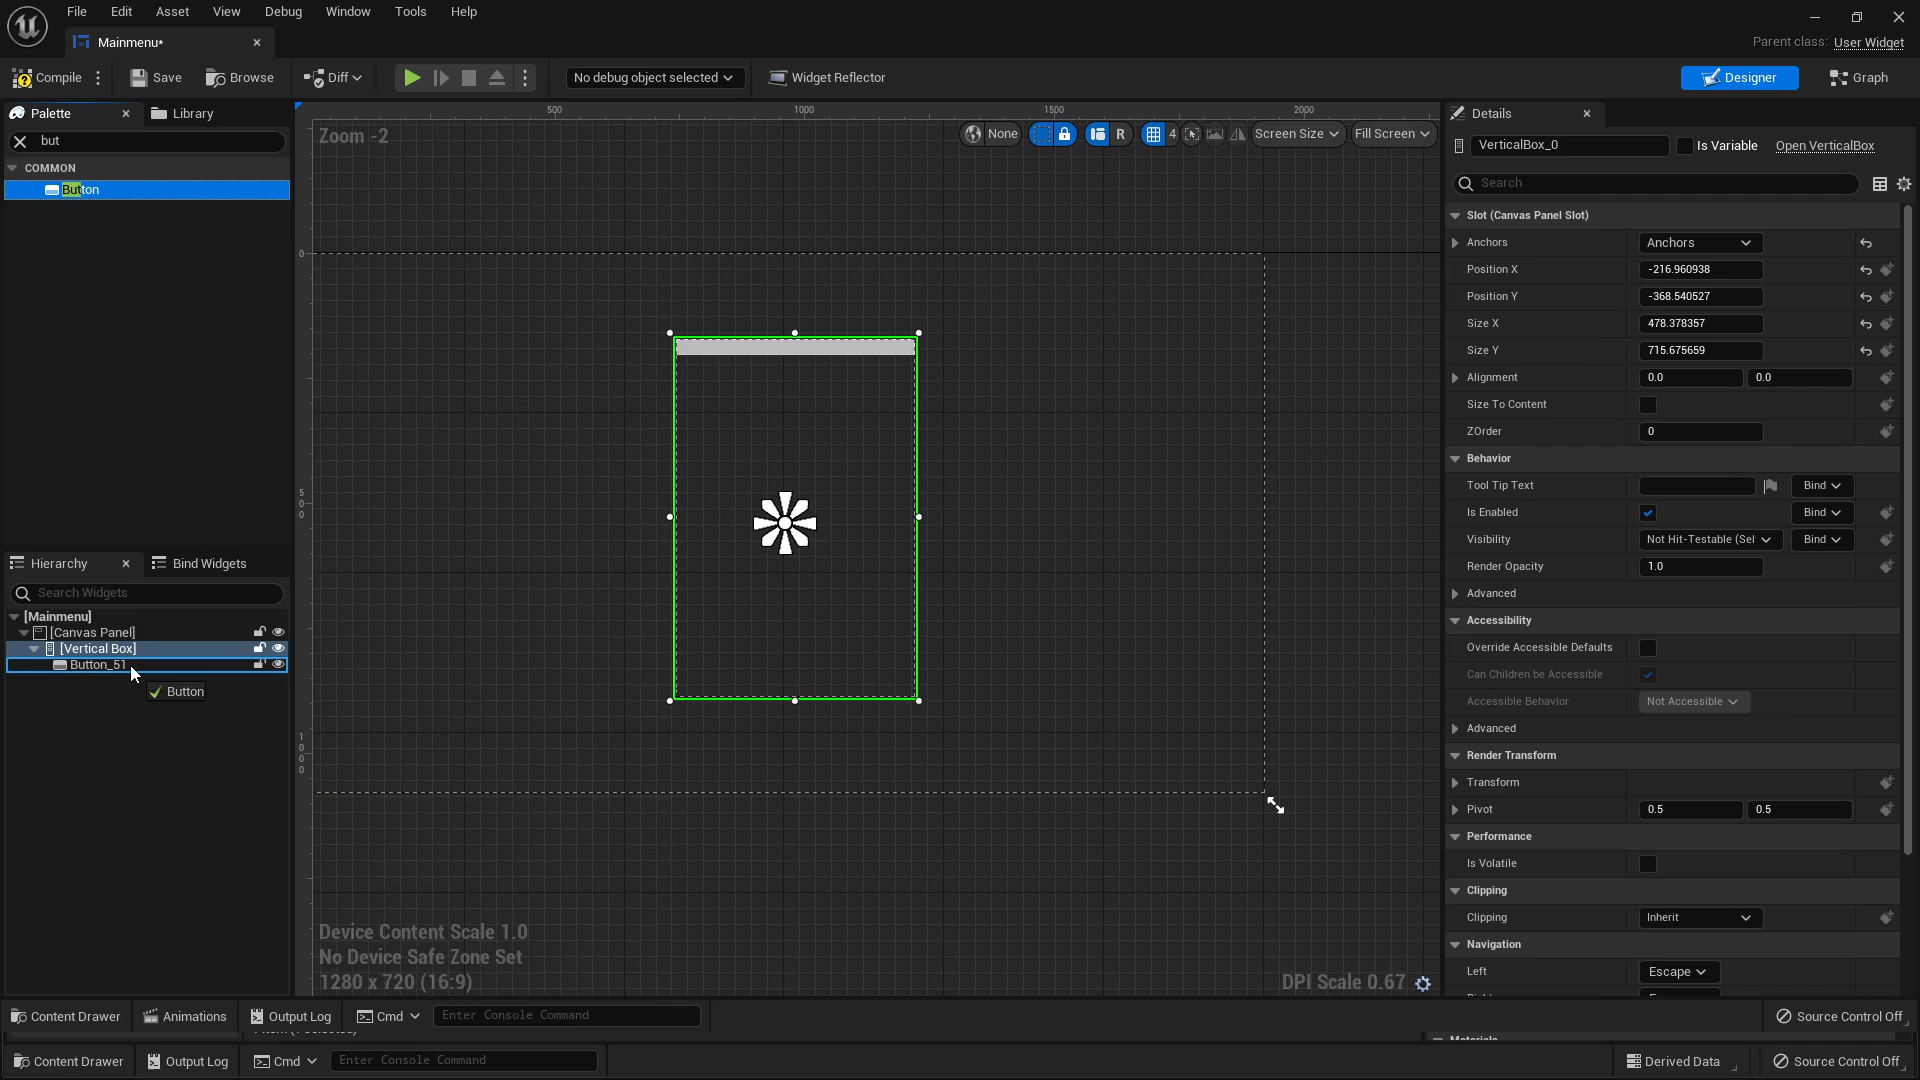 File Edit Asset View Debug Window Tools Help
Mainmenu*
Parent class: User Widget
Compile Save Browse Diff No debug object selected Widget Reflector Designer Graph
Palette Library
but
COMMON
Button
Hierarchy Bind Widgets
Search Widgets
[Mainmenu]
[Canvas Panel]
[Vertical Box]
Button_51
Button
500 1000 1500 2000
Zoom -2
None R 4 Screen Size Fill Screen
0
5
0
0
1
0
0
0
Device Content Scale 1.0
No Device Safe Zone Set
1280 x 720 (16:9)
DPI Scale 0.67
Details
VerticalBox_0 Is Variable Open VerticalBox
Search
Slot (Canvas Panel Slot)
Anchors Anchors
Position X -216.960938
Position Y -368.540527
Size X 478.378357
Size Y 715.675659
Alignment 0.0 0.0
Size To Content
ZOrder 0
Behavior
Tool Tip Text Bind
Is Enabled Bind
Visibility Not Hit-Testable (Sel Bind
Render Opacity 1.0
Advanced
Accessibility
Override Accessible Defaults
Can Children be Accessible
Accessible Behavior Not Accessible
Advanced
Render Transform
Transform
Pivot 0.5 0.5
Performance
Is Volatile
Clipping
Clipping Inherit
Navigation
Left Escape
Content Drawer Animations Output Log Cmd Enter Console Command Source Control Off
Content Drawer Output Log Cmd Enter Console Command Derived Data Source Control Off